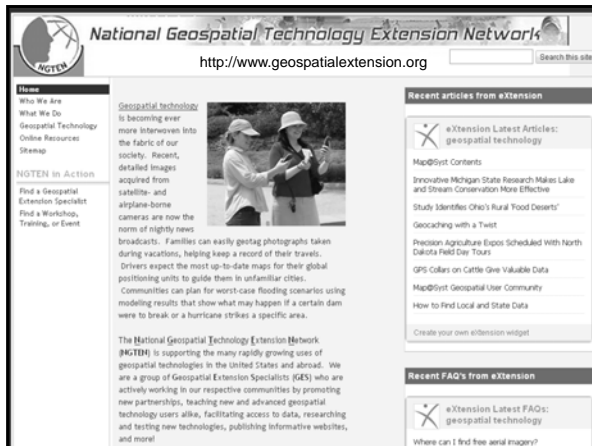 National Geospatial Technology Extension Network
NGTEN
http://www.geospatialextension.org
Search this site
Home
Who We Are
What We Do
Geospatial Technology
Online Resources
Sitemap
NGTEN in Action
Find a Geospatial
Extension Specialist
Find a Workshop,
Training, or Event
Geospatial technology
is becoming ever
more interwoven into
the fabric of our
society. Recent,
detailed images
acquired from
satellite- and
airplane-borne
cameras are now the
norm of nightly news
broadcasts. Families can easily geotag photographs taken
during vacations, helping keep a record of their travels.
Drivers expect the most up-to-date maps for their global
positioning units to guide them in unfamiliar cities.
Communities can plan for worst-case flooding scenarios using
modeling results that show what may happen if a certain dam
were to break or a hurricane strikes a specific area.
The National Geospatial Technology Extension Network
(NGTEN) is supporting the many rapidly growing uses of
geospatial technologies in the United States and abroad. We
are a group of Geospatial Extension Specialists (GES) who are
actively working in our respective communities by promoting
new partnerships, teaching new and advanced geospatial
technology users alike, facilitating access to data, researching
and testing new technologies, publishing informative websites,
and more!
Recent articles from eXtension
eXtension Latest Articles:
geospatial technology
Map@Syst Contents
Innovative Michigan State Research Makes Lake
and Stream Conservation More Effective
Study Identifies Ohio's Rural 'Food Deserts'
Geocaching with a Twist
Precision Agriculture Expos Scheduled With North
Dakota Field Day Tours
GPS Collars on Cattle Give Valuable Data
Map@Syst Geospatial User Community
How to Find Local and State Data
Create your own eXtension widget
Recent FAQ's from eXtension
eXtension Latest FAQs:
geospatial technology
Where can I find free aerial imagery?